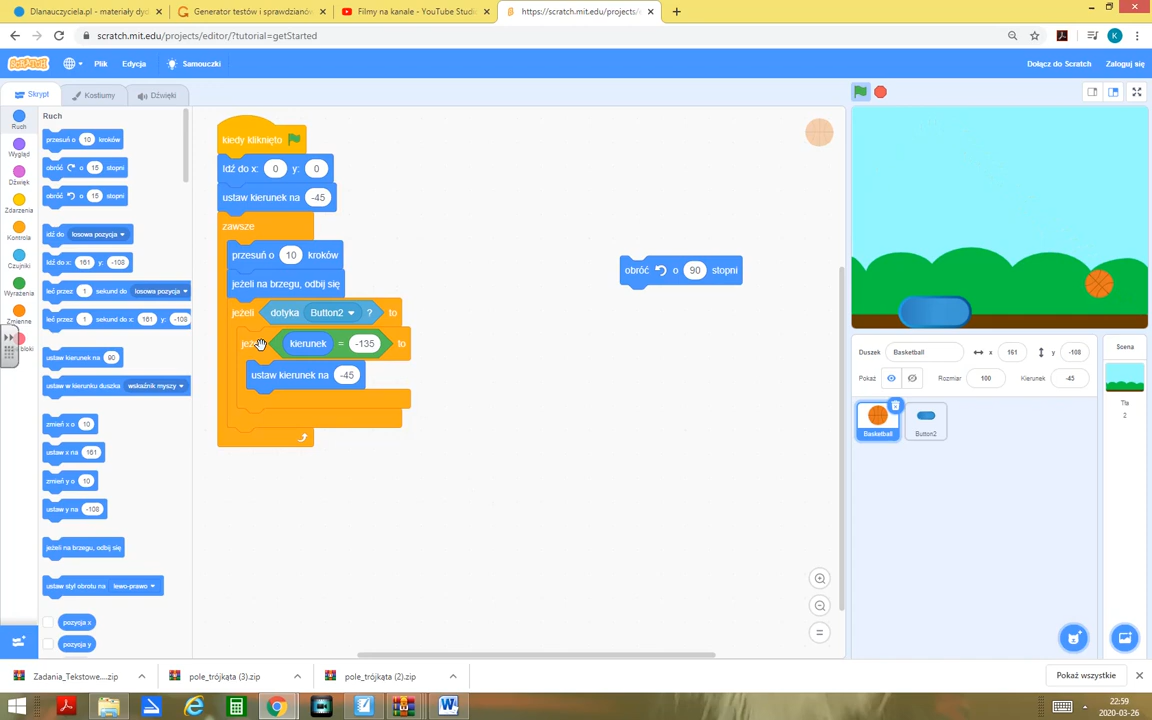 Dlanauczyciela.pl - materiały dyd
Generator testów i sprawdzianów
Filmy na kanale - YouTube Studi
https://scratch.mit.edu/projects/
scratch.mit.edu/projects/editor/?tutorial=getStarted
K
SCRATCH
Plik
Edycja
Samouczki
Dołącz do Scratch
Zaloguj się
Skrypt
Kostiumy
Dźwięki
Ruch
Wygląd
Dźwięk
Zdarzenia
Kontrola
Czujniki
Wyrażenia
Zmienne
bloki
Ruch
przesuń o 10 kroków
obróć o 15 stopni
obróć o 15 stopni
idź do losowa pozycja
Idź do x: 161 y: -108
leć przez 1 sekund do losowa pozycja
leć przez 1 sekund do x: 161 y: -108
ustaw kierunek na 90
ustaw w kierunku duszka wskaźnik myszy
zmień x o 10
ustaw x na 161
zmień y o 10
ustaw y na -108
jeżeli na brzegu, odbij się
ustaw styl obrotu na lewo-prawo
pozycja x
pozycja y
kiedy kliknięto
Idź do x: 0 y: 0
ustaw kierunek na -45
zawsze
przesuń o 10 kroków
jeżeli na brzegu, odbij się
jeżeli dotyka Button2 ? to
kierunek = -135 to
ustaw kierunek na -45
obróć o 90 stopni
Duszek Basketball x 161 y -108
Pokaż Rozmiar 100 Kierunek -45
Basketball
Button2
Scena
Tła
2
Zadania_Tekstowe....zip
pole_trójkąta (3).zip
pole_trójkąta (2).zip
Pokaż wszystkie
22:59
2020-03-26